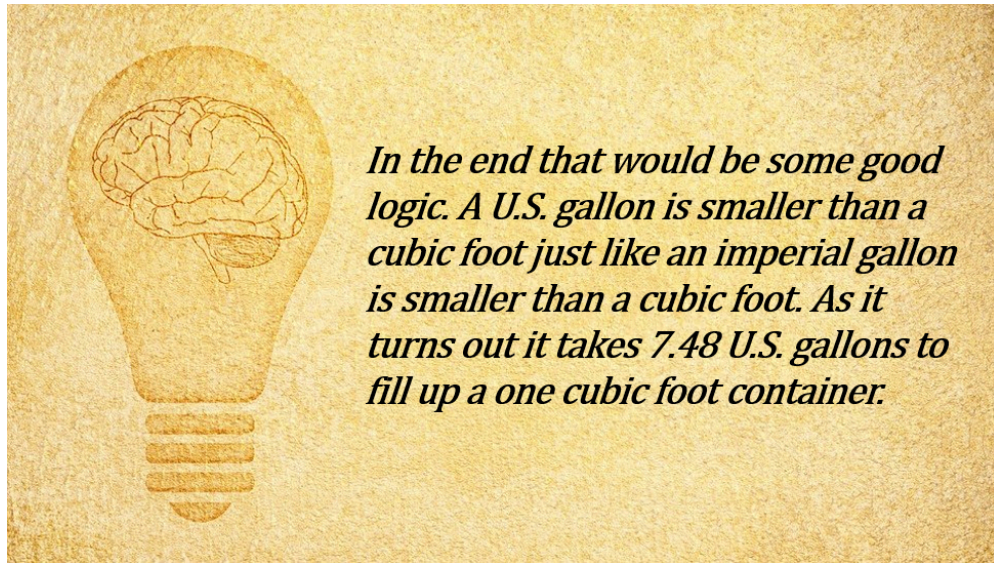 In the end that would be some good
logic. A U.S. gallon is smaller than a
cubic foot just like an imperial gallon
is smaller than a cubic foot. As it
turns out it takes 7.48 U.S. gallons to
fill up a one cubic foot container.